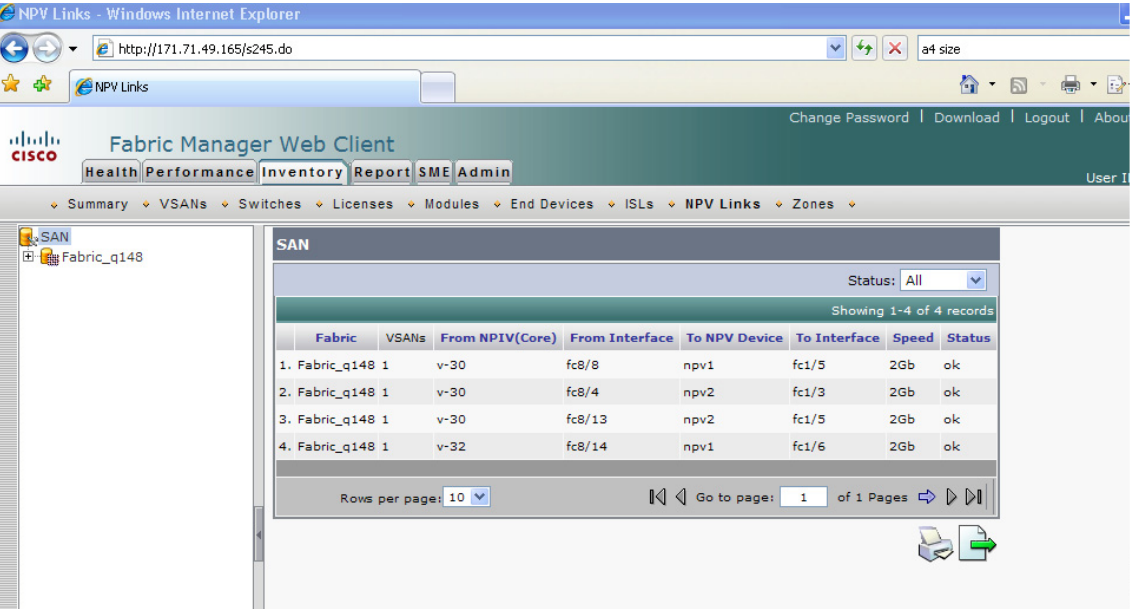 NPV Links - Windows Internet Explorer
http://171.71.49.165/s245.do
a4 size
NPV Links
Change Password | Download | Logout | Abou
CISCO
Fabric Manager Web Client
Health Performance Inventory Report SME Admin
User I
Summary VSANs Switches Licenses Modules End Devices ISLs NPV Links Zones
SAN
Fabric_q148
SAN
Status: All
Showing 1-4 of 4 records
Fabric VSANs From NPIV(Core) From Interface To NPV Device To Interface Speed Status
1. Fabric_q148 1 v-30 fc8/8 npv1 fc1/5 2Gb ok
2. Fabric_q148 1 v-30 fc8/4 npv2 fc1/3 2Gb ok
3. Fabric_q148 1 v-30 fc8/13 npv2 fc1/5 2Gb ok
4. Fabric_q148 1 v-32 fc8/14 npv1 fc1/6 2Gb ok
Rows per page: 10 Go to page: 1 of 1 Pages